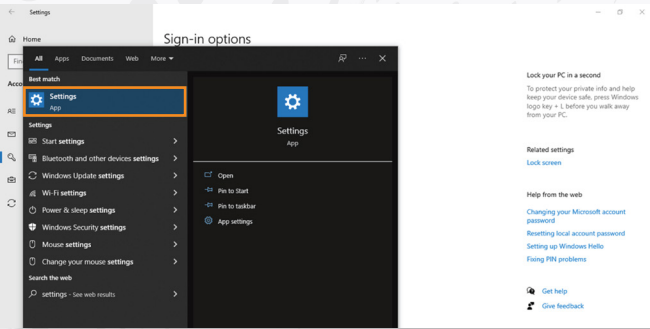 Settings
Home
Sign-in options
Fin
Acco
All Apps Documents Web More
Best match
Settings
App
Settings
Start settings
Bluetooth and other devices settings
Windows Update settings
Wi-Fi settings
Power & sleep settings
Windows Security settings
Mouse settings
Change your mouse settings
Search the web
settings - See web results
Settings
App
Open
Pin to Start
Pin to taskbar
App settings
Lock your PC in a second
To protect your private info and help
keep your device safe, press Windows
logo key + L before you walk away
from your PC.
Related settings
Lock screen
Help from the web
Changing your Microsoft account
password
Resetting local account password
Setting up Windows Hello
Fixing PIN problems
Get help
Give feedback